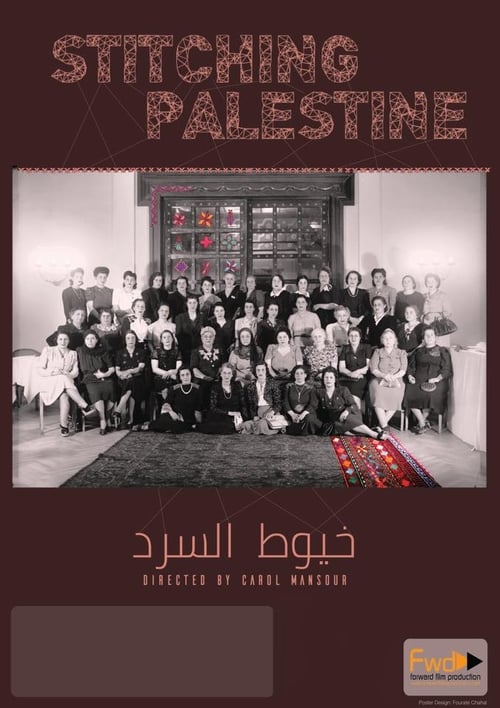 STITCHING
PALESTINE
خيوط السرد
DIRECTED BY CAROL MANSOUR
Fwd
forward film production
Poster Design: Fourate Chahal